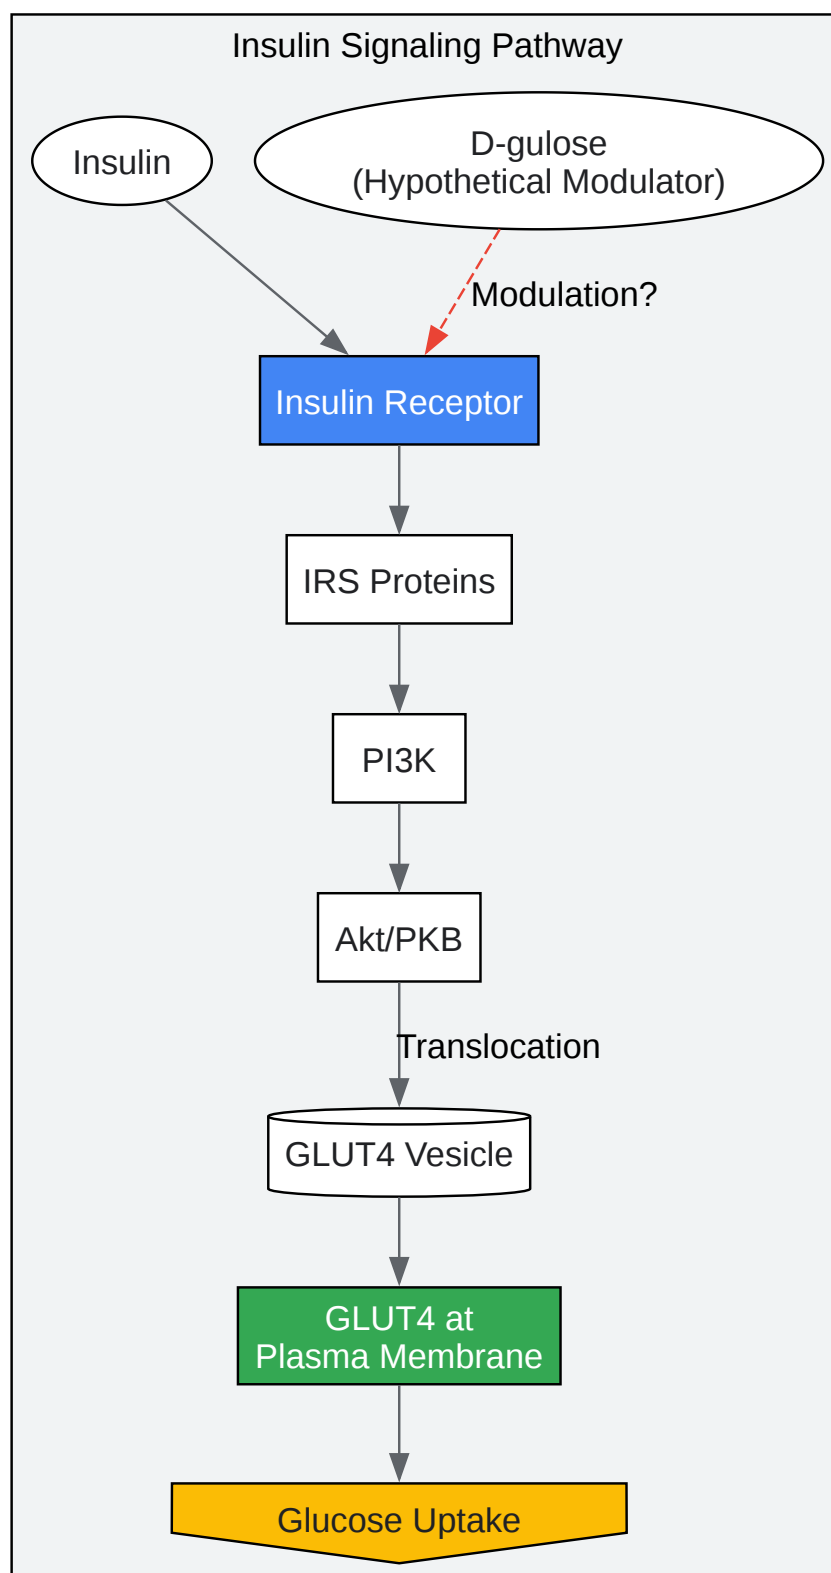 Insulin Signaling Pathway
Insulin
D-gulose
(Hypothetical Modulator)
Modulation?
Insulin Receptor
IRS Proteins
PI3K
Akt/PKB
Translocation
GLUT4 Vesicle
GLUT4 at
Plasma Membrane
Glucose Uptake